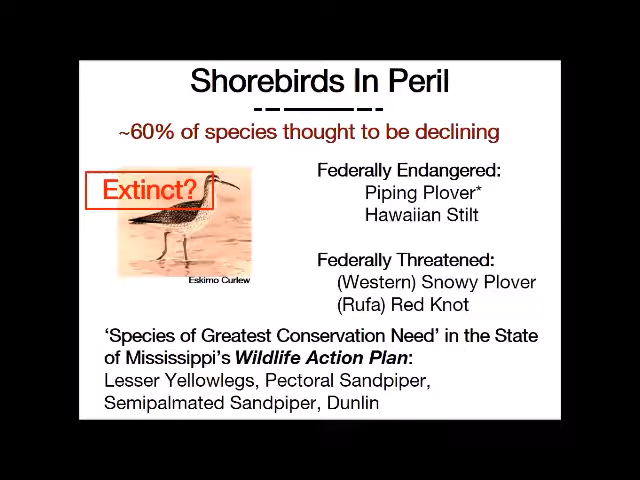 Shorebirds In Peril
~60% of species thought to be declining
Extinct?
Eskimo Curlew
Federally Endangered:
Piping Plover*
Hawaiian Stilt
Federally Threatened:
(Western) Snowy Plover
(Rufa) Red Knot
‘Species of Greatest Conservation Need’ in the State
of Mississippi's Wildlife Action Plan:
Lesser Yellowlegs, Pectoral Sandpiper,
Semipalmated Sandpiper, Dunlin